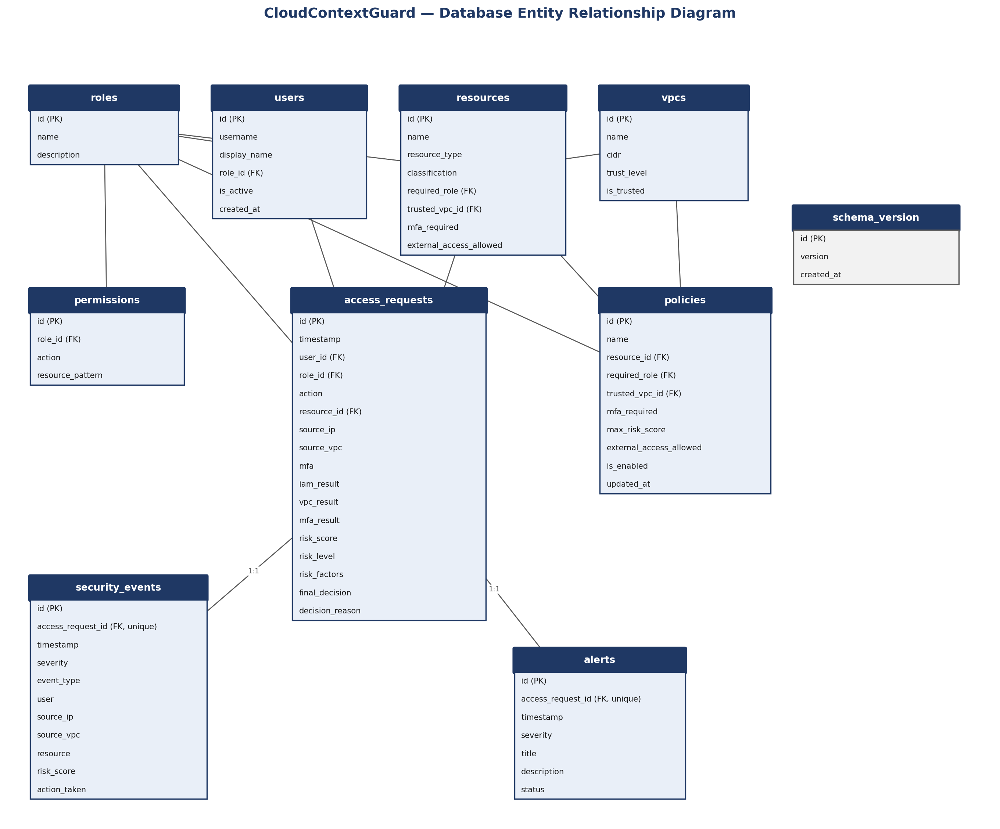 CloudContextGuard — Database Entity Relationship Diagram
roles
id (PK)
name
description
users
id (PK)
username
display_name
role_id (FK)
is_active
created_at
resources
id (PK)
name
resource_type
classification
required_role (FK)
trusted_vpc_id (FK)
mfa_required
external_access_allowed
vpcs
id (PK)
name
cidr
trust_level
is_trusted
schema_version
id (PK)
version
created_at
permissions
id (PK)
role_id (FK)
action
resource_pattern
access_requests
id (PK)
timestamp
user_id (FK)
role_id (FK)
action
resource_id (FK)
source_ip
source_vpc
mfa
iam_result
vpc_result
mfa_result
risk_score
risk_level
risk_factors
final_decision
decision_reason
policies
id (PK)
name
resource_id (FK)
required_role (FK)
trusted_vpc_id (FK)
mfa_required
max_risk_score
external_access_allowed
is_enabled
updated_at
1:1
1:1
security_events
id (PK)
access_request_id (FK, unique)
timestamp
severity
event_type
user
source_ip
source_vpc
resource
risk_score
action_taken
alerts
id (PK)
access_request_id (FK, unique)
timestamp
severity
title
description
status